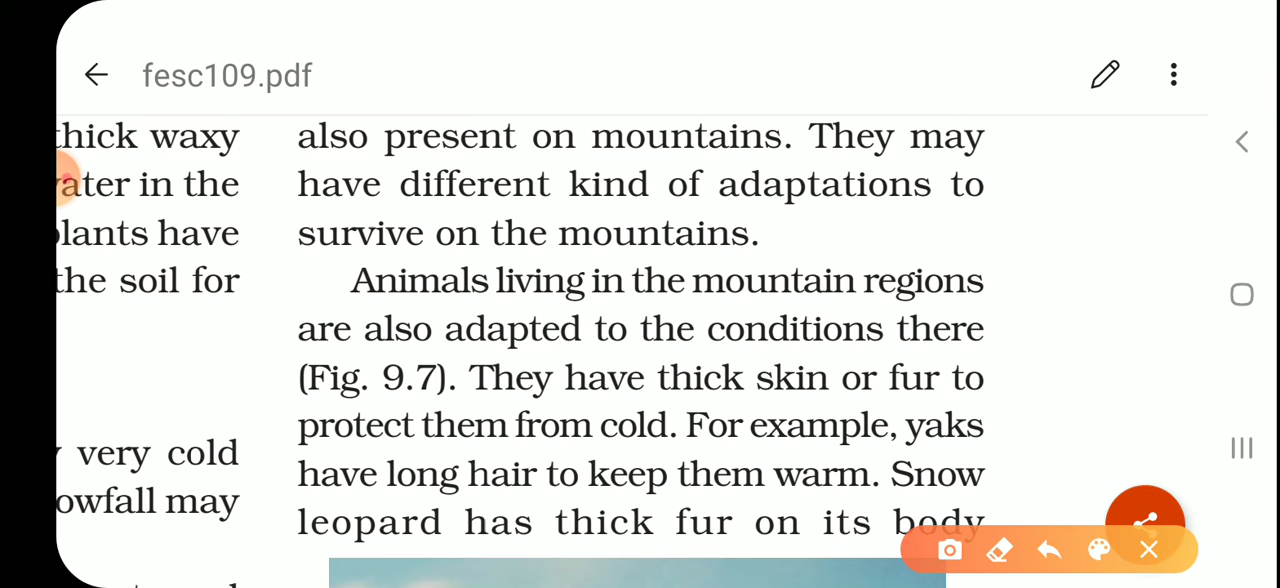 fesc109.pdf
thick waxy
water in the
plants have
the soil for
very cold
owfall may
also present on mountains. They may
have different kind of adaptations to
survive on the mountains.
Animals living in the mountain regions
are also adapted to the conditions there
(Fig. 9.7). They have thick skin or fur to
protect them from cold. For example, yaks
have long hair to keep them warm. Snow
leopard has thick fur on its body